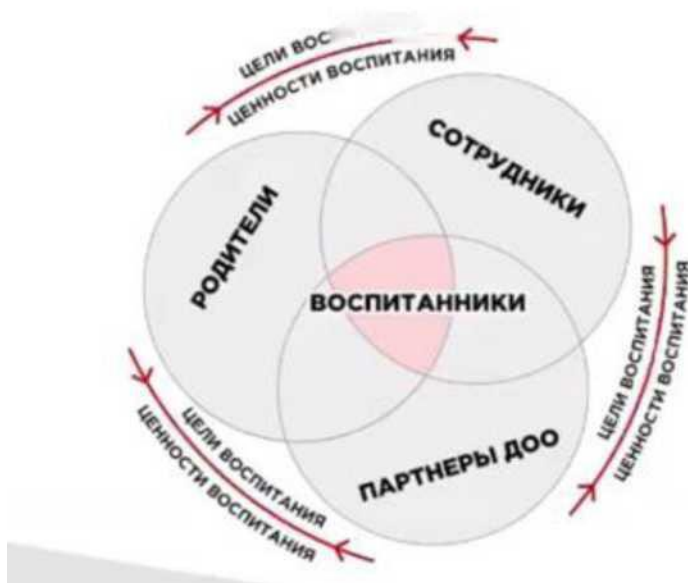 ЦЕЛИ ВОС
ЦЕННОСТИ ВОСПИТАНИЯ
СОТРУДНИКИ
РОДИТЕЛИ
ВОСПИТАННИКИ
ЦЕЛИ ВОСПИТАНИЯ
ЦЕННОСТИ ВОСПИТАНИЯ
ПАРТНЕРЫ ДОО
ЦЕЛИ ВОСПИТАНИЯ
ЦЕННОСТИ ВОСПИТАНИЯ